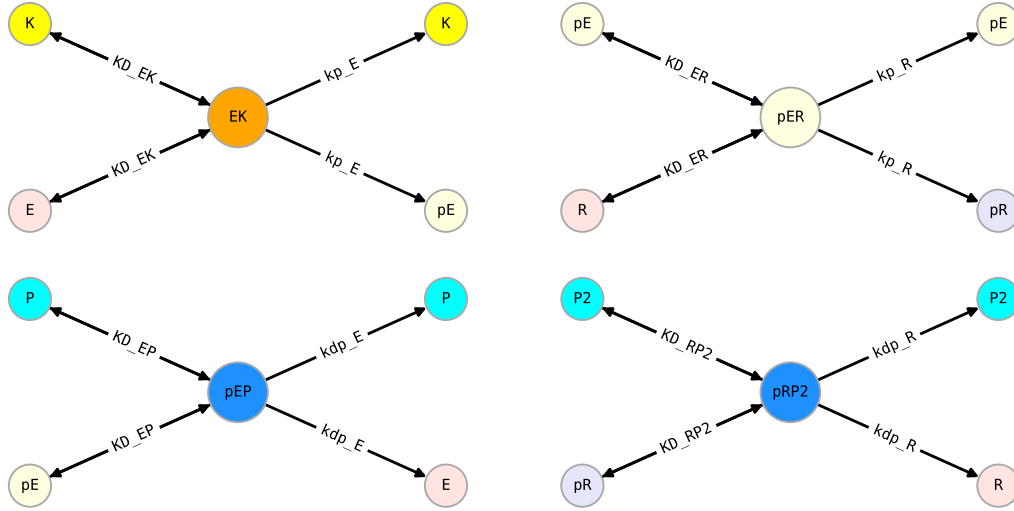 K
K
KD_EK
kp_E
EK
KD_EK
kp_E
E
pE
pE
pE
KD_ER
kp_R
pER
KD_ER
kp_R
R
pR
P
P
KD_EP
kdp_E
pEP
KD_EP
kdp_E
pE
E
P2
P2
KD_RP2
kdp_R
pRP2
KD_RP2
kdp_R
pR
R